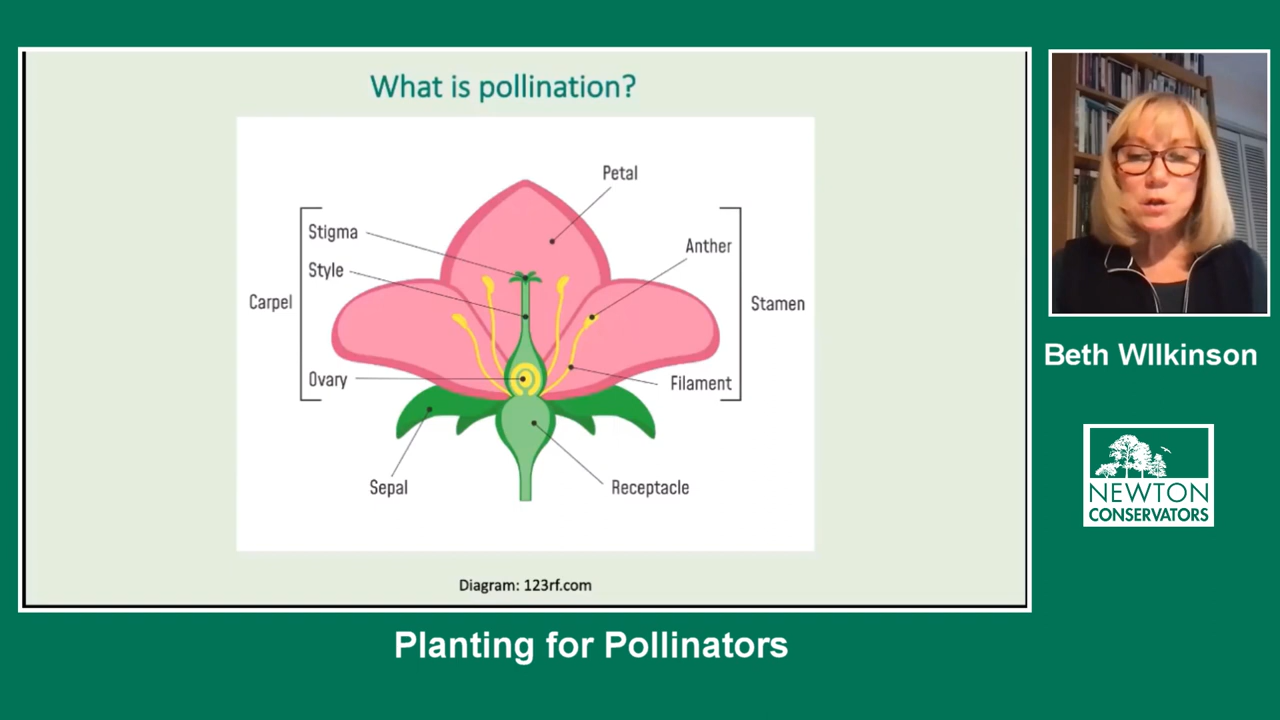 What is pollination?
Petal
Stigma
Anther
Style
Carpel
Stamen
Ovary
Filament
Sepal
Receptacle
Diagram: 123rf.com
Beth WIlkinson
NEWTON
CONSERVATORS
Planting for Pollinators